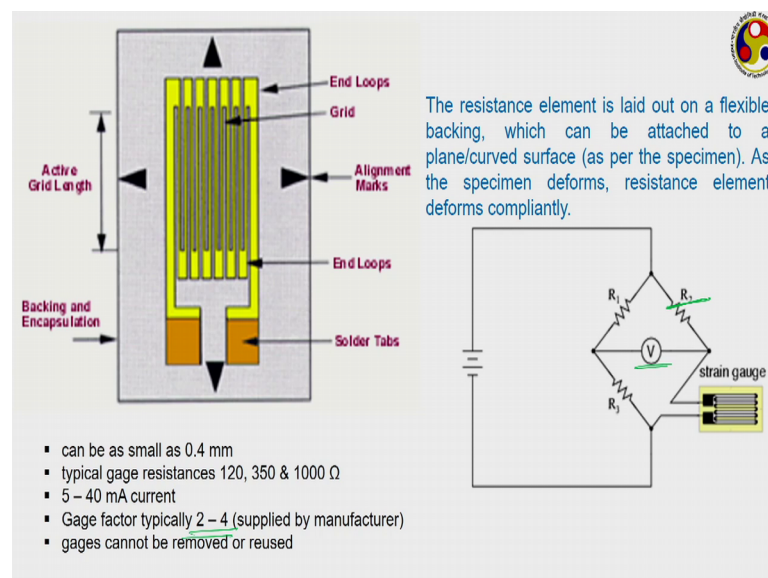 End Loops
Grid
Active
Grid Length
Alignment
Marks
End Loops
Backing and
Encapsulation
Solder Tabs
The resistance element is laid out on a flexible
backing, which can be attached to a
plane/curved surface (as per the specimen). As
the specimen deforms, resistance element
deforms compliantly.
R1
R2
V
strain gauge
R3
▪ can be as small as 0.4 mm
▪ typical gage resistances 120, 350 & 1000 Ω
▪ 5 – 40 mA current
▪ Gage factor typically 2 – 4 (supplied by manufacturer)
▪ gages cannot be removed or reused